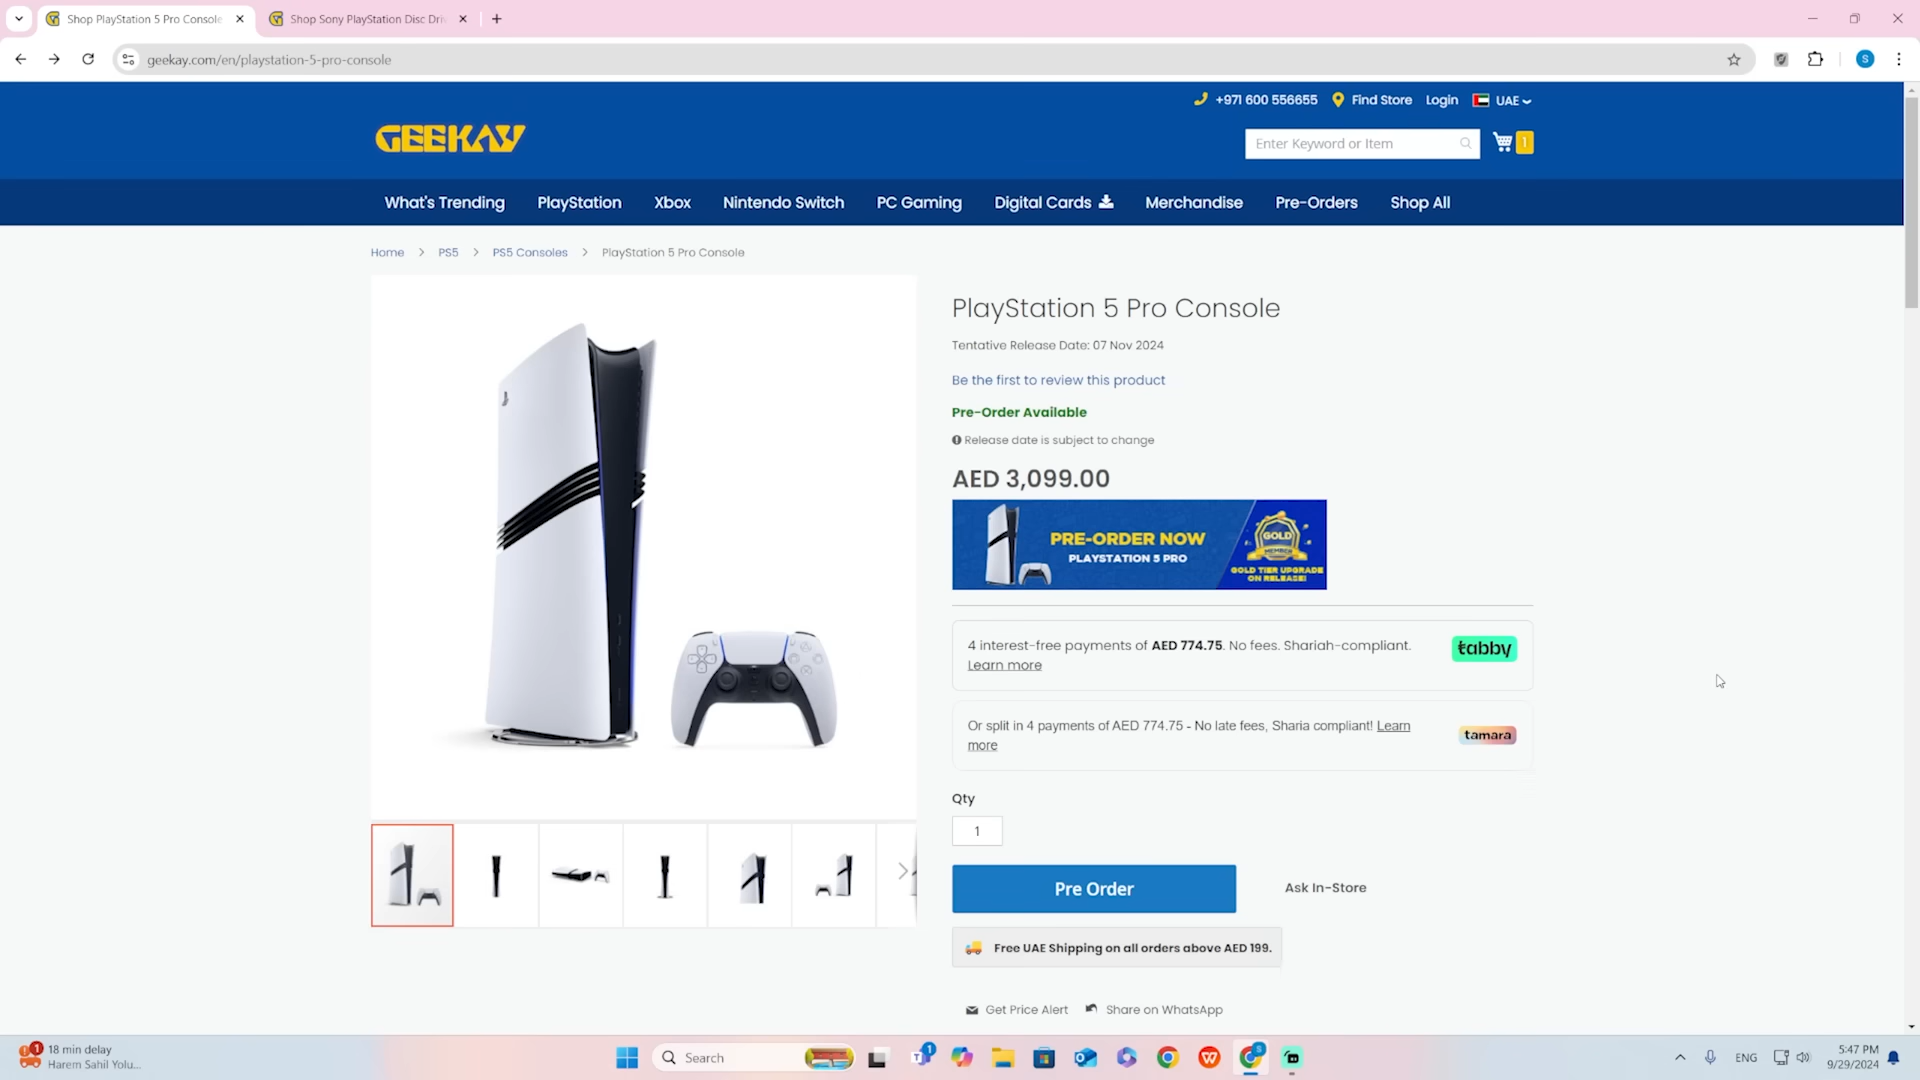 Shop PlayStation 5 Pro Console
Shop Sony PlayStation Disc Dri
geekay.com/en/playstation-5-pro-console
S
+971 600 556655 Find Store Login UAE
GEEKAY
Enter Keyword or Item
1
What's Trending PlayStation Xbox Nintendo Switch PC Gaming Digital Cards Merchandise Pre-Orders Shop All
Home > PS5 > PS5 Consoles > PlayStation 5 Pro Console
PlayStation 5 Pro Console
Tentative Release Date: 07 Nov 2024
Be the first to review this product
Pre-Order Available
Release date is subject to change
AED 3,099.00
PRE-ORDER NOW
PLAYSTATION 5 PRO
GOLD
MEMBER
GOLD TIER UPGRADE
ON RELEASE!
4 interest-free payments of AED 774.75. No fees. Shariah-compliant.
Learn more
tabby
Or split in 4 payments of AED 774.75 - No late fees, Sharia compliant! Learn
more
tamara
Qty
1
Pre Order
Ask In-Store
Free UAE Shipping on all orders above AED 199.
Get Price Alert Share on WhatsApp
1
18 min delay
Harem Sahil Yolu...
Search
1
S
ENG
5:47 PM
9/29/2024